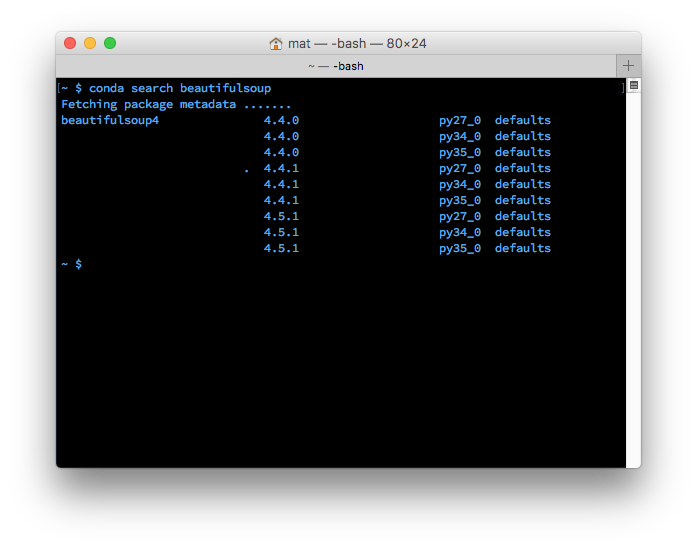 mat — -bash — 80×24
~ — -bash
[~ $ conda search beautifulsoup ]
Fetching package metadata .......
beautifulsoup4               4.4.0                    py27_0  defaults
                             4.4.0                    py34_0  defaults
                             4.4.0                    py35_0  defaults
                          .  4.4.1                    py27_0  defaults
                             4.4.1                    py34_0  defaults
                             4.4.1                    py35_0  defaults
                             4.5.1                    py27_0  defaults
                             4.5.1                    py34_0  defaults
                             4.5.1                    py35_0  defaults
~ $